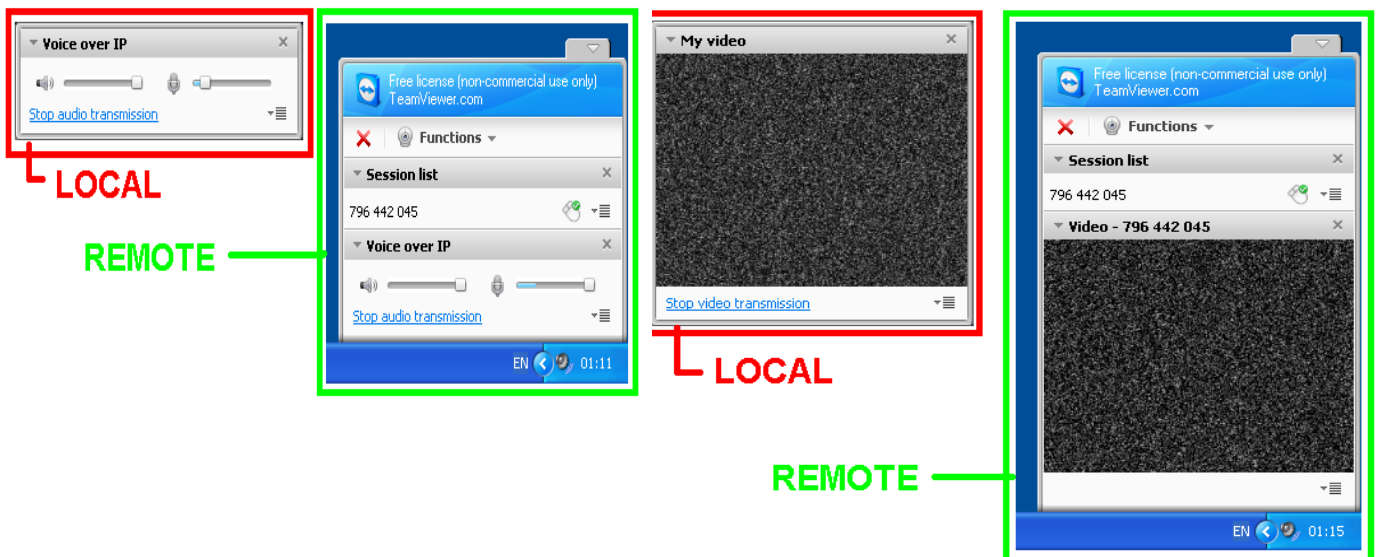 Voice over IP
Stop audio transmission
LOCAL
Free license (non-commercial use only)
TeamViewer.com
Functions
Session list
796 442 045
Voice over IP
Stop audio transmission
EN 01:11
REMOTE
My video
Stop video transmission
LOCAL
Free license (non-commercial use only)
TeamViewer.com
Functions
Session list
796 442 045
Video - 796 442 045
EN 01:15
REMOTE